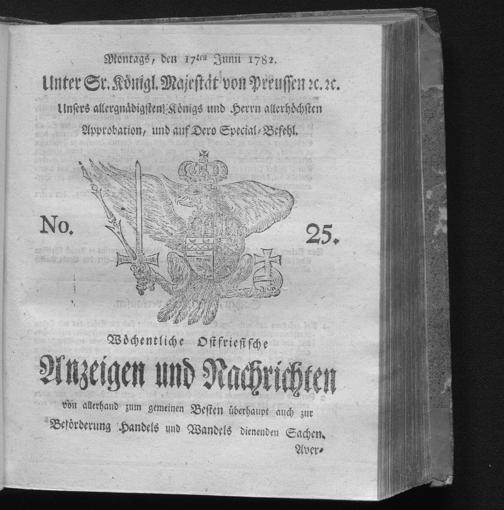 Montags, den 17ten Junii 1782.
Unter Sr. Königl. Majestät von Preussen ꝛc. ꝛc.
Unsers allergnädigsten Königs und Herrn allerhöchsten
Approbation, und auf Dero Special-Befehl.
No. 25.
Wöchentliche Ostfriesische
Anzeigen und Nachrichten
von allerhand zum gemeinen Besten überhaupt auch zur
Beförderung Handels und Wandels dienenden Sachen.
Aver-